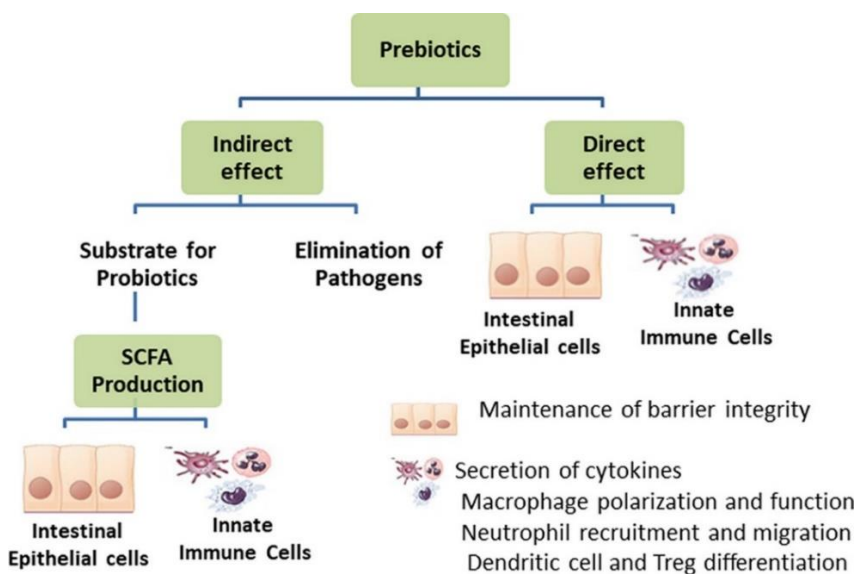 Prebiotics
Indirect
effect
Direct
effect
Substrate for
Probiotics
Elimination of
Pathogens
Intestinal
Epithelial cells
Innate
Immune Cells
SCFA
Production
Intestinal
Epithelial cells
Innate
Immune Cells
Maintenance of barrier integrity
Secretion of cytokines
Macrophage polarization and function
Neutrophil recruitment and migration
Dendritic cell and Treg differentiation